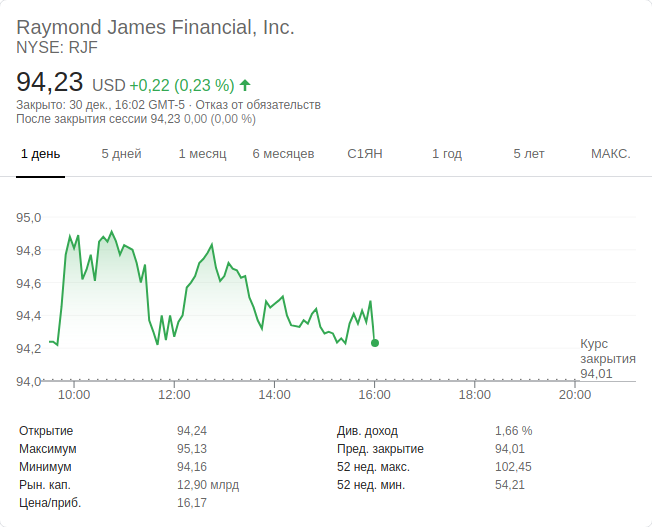 Raymond James Financial, Inc.
NYSE: RJF
94,23 USD +0,22 (0,23 %)
Закрыто: 30 дек., 16:02 GMT-5 · Отказ от обязательств
После закрытия сессии 94,23 0,00 (0,00 %)
1 день 5 дней 1 месяц 6 месяцев С1ЯН 1 год 5 лет МАКС.
95,0
94,8
94,6
94,4
94,2
94,0
Курс
закрытия
94,01
10:00 12:00 14:00 16:00 18:00 20:00
Открытие 94,24 Див. доход 1,66 %
Максимум 95,13 Пред. закрытие 94,01
Минимум 94,16 52 нед. макс. 102,45
Рын. кап. 12,90 млрд 52 нед. мин. 54,21
Цена/приб. 16,17